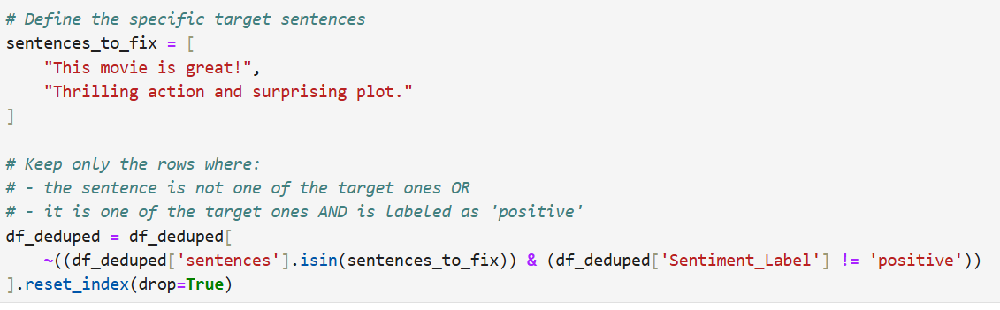 # Define the specific target sentences
sentences_to_fix = [
    "This movie is great!",
    "Thrilling action and surprising plot."
]

# Keep only the rows where:
# - the sentence is not one of the target ones OR
# - it is one of the target ones AND is labeled as 'positive'
df_deduped = df_deduped[
    ~((df_deduped['sentences'].isin(sentences_to_fix)) & (df_deduped['Sentiment_Label'] != 'positive'))
].reset_index(drop=True)